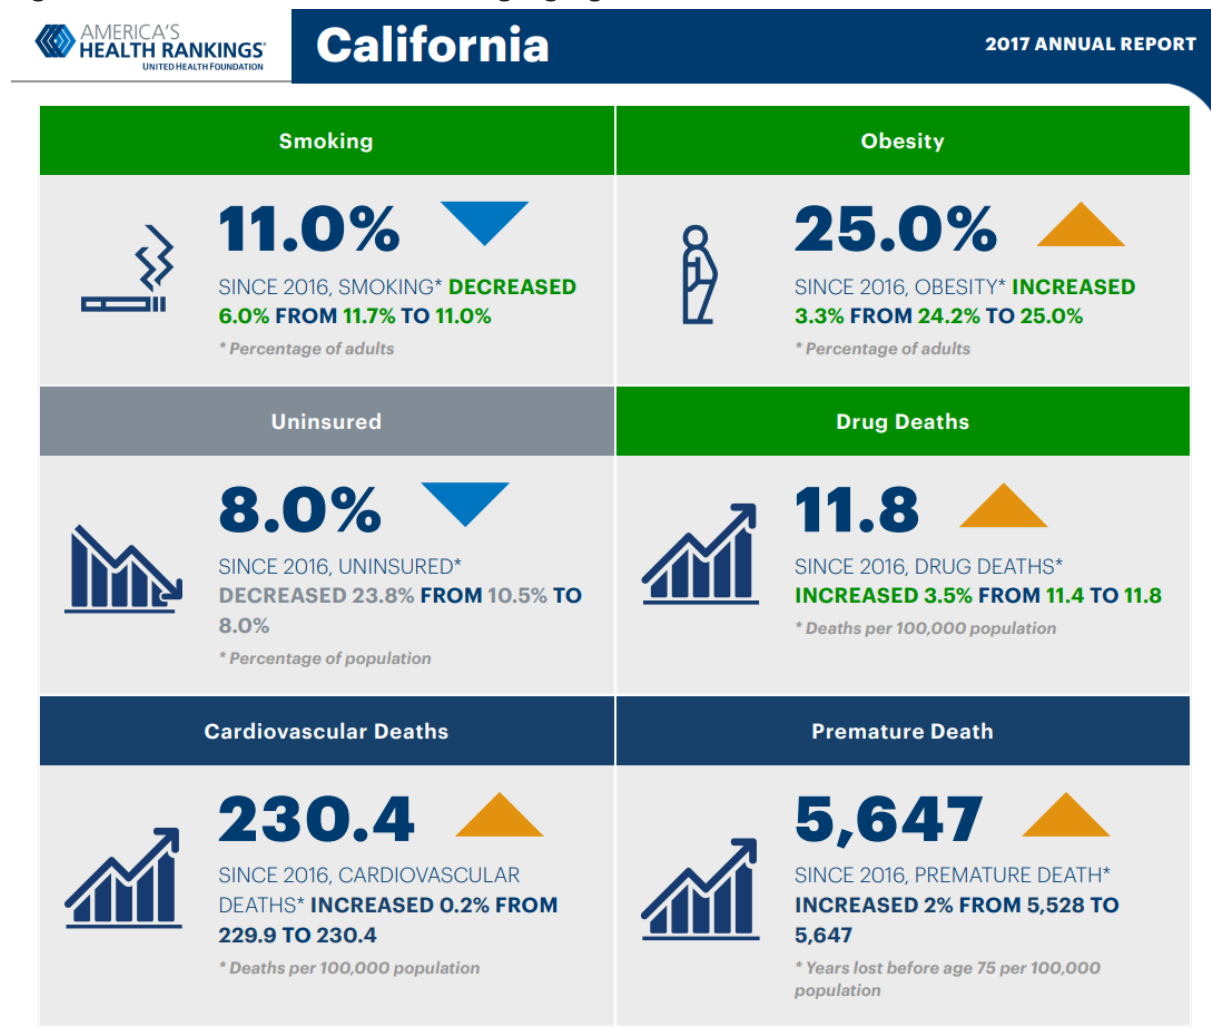 AMERICA'S
HEALTH RANKINGS®
UNITED HEALTH FOUNDATION
California
2017 ANNUAL REPORT
Smoking
11.0%
SINCE 2016, SMOKING* DECREASED
6.0% FROM 11.7% TO 11.0%
* Percentage of adults
Obesity
25.0%
SINCE 2016, OBESITY* INCREASED
3.3% FROM 24.2% TO 25.0%
* Percentage of adults
Uninsured
8.0%
SINCE 2016, UNINSURED*
DECREASED 23.8% FROM 10.5% TO
8.0%
* Percentage of population
Drug Deaths
11.8
SINCE 2016, DRUG DEATHS*
INCREASED 3.5% FROM 11.4 TO 11.8
* Deaths per 100,000 population
Cardiovascular Deaths
230.4
SINCE 2016, CARDIOVASCULAR
DEATHS* INCREASED 0.2% FROM
229.9 TO 230.4
* Deaths per 100,000 population
Premature Death
5,647
SINCE 2016, PREMATURE DEATH*
INCREASED 2% FROM 5,528 TO
5,647
* Years lost before age 75 per 100,000
population